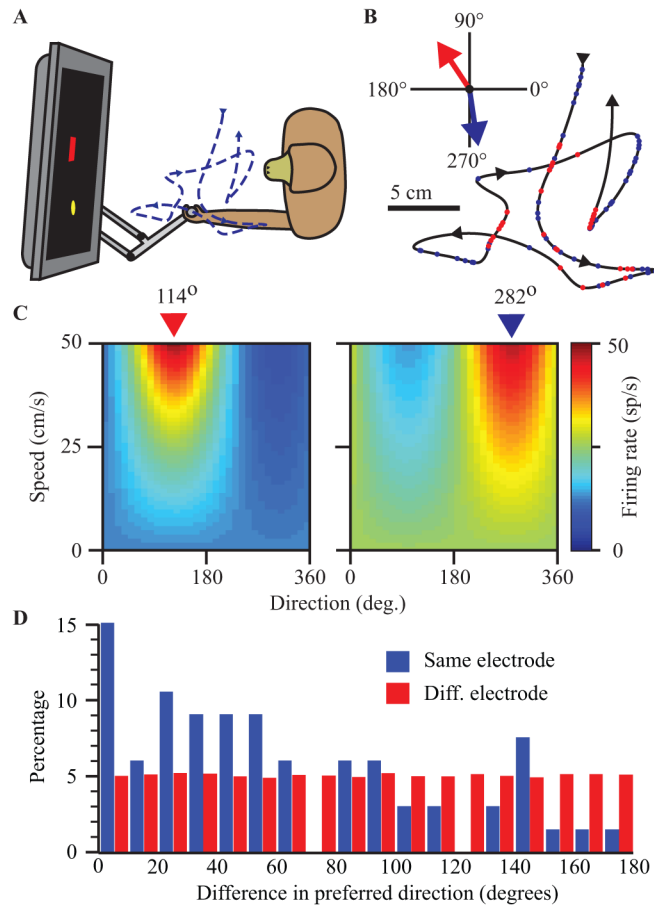 A
B
90°
180°
0°
270°
5 cm
114°
282°
C
50
25
0
Speed (cm/s)
0
180
360
0
180
360
Direction (deg.)
50
0
Firing rate (sp/s)
D
15
10
5
0
Percentage
Same electrode
Diff. electrode
0
20
40
60
80
100
120
140
160
180
Difference in preferred direction (degrees)